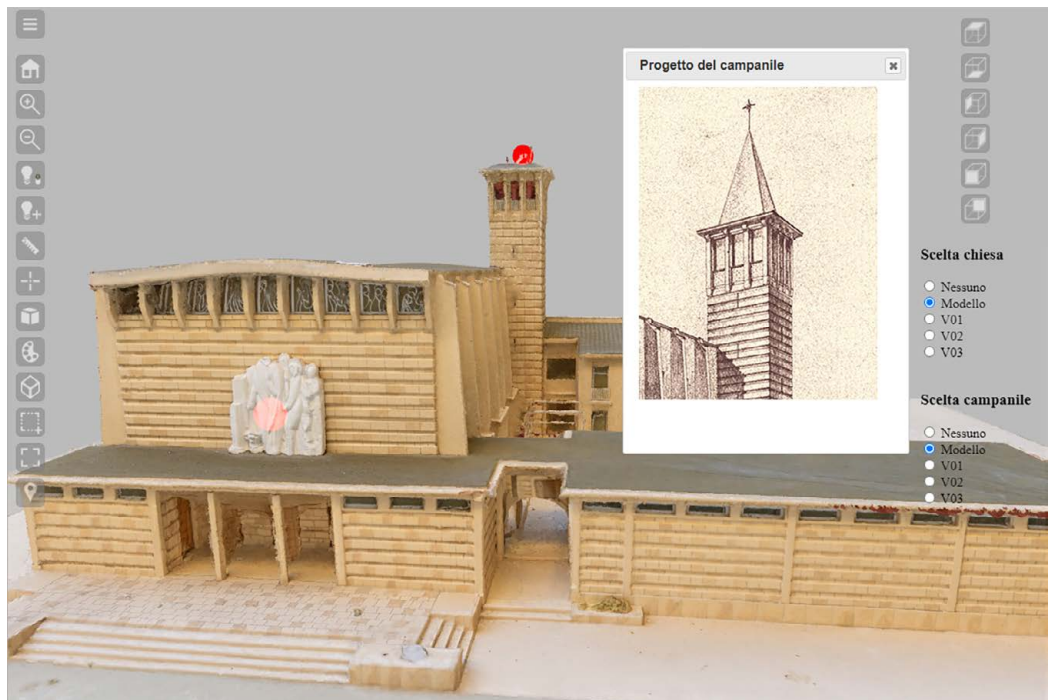 Progetto del campanile
Scelta chiesa
Nessuno
Modello
V01
V02
V03
Scelta campanile
Nessuno
Modello
V01
V02
V03